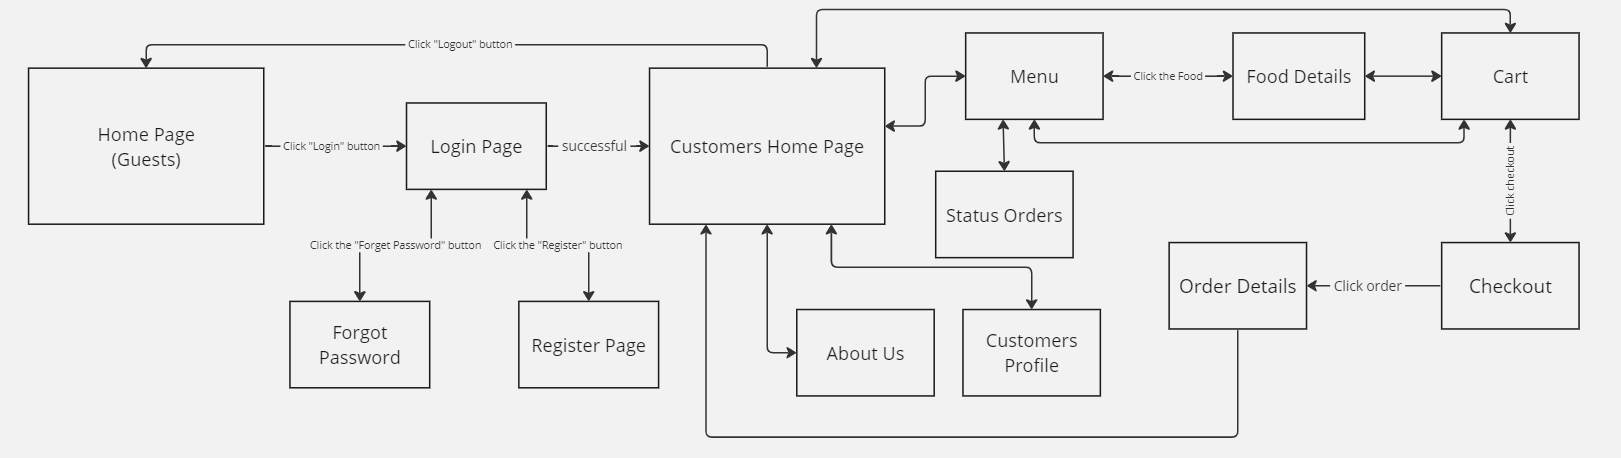 Click "Logout" button
Home Page
(Guests)
Click "Login" button
Login Page
successful
Customers Home Page
Menu
Click the Food
Food Details
Cart
Status Orders
Click checkout
Click the "Forget Password" button
Click the "Register" button
Forgot
Password
Register Page
About Us
Customers
Profile
Order Details
Click order
Checkout